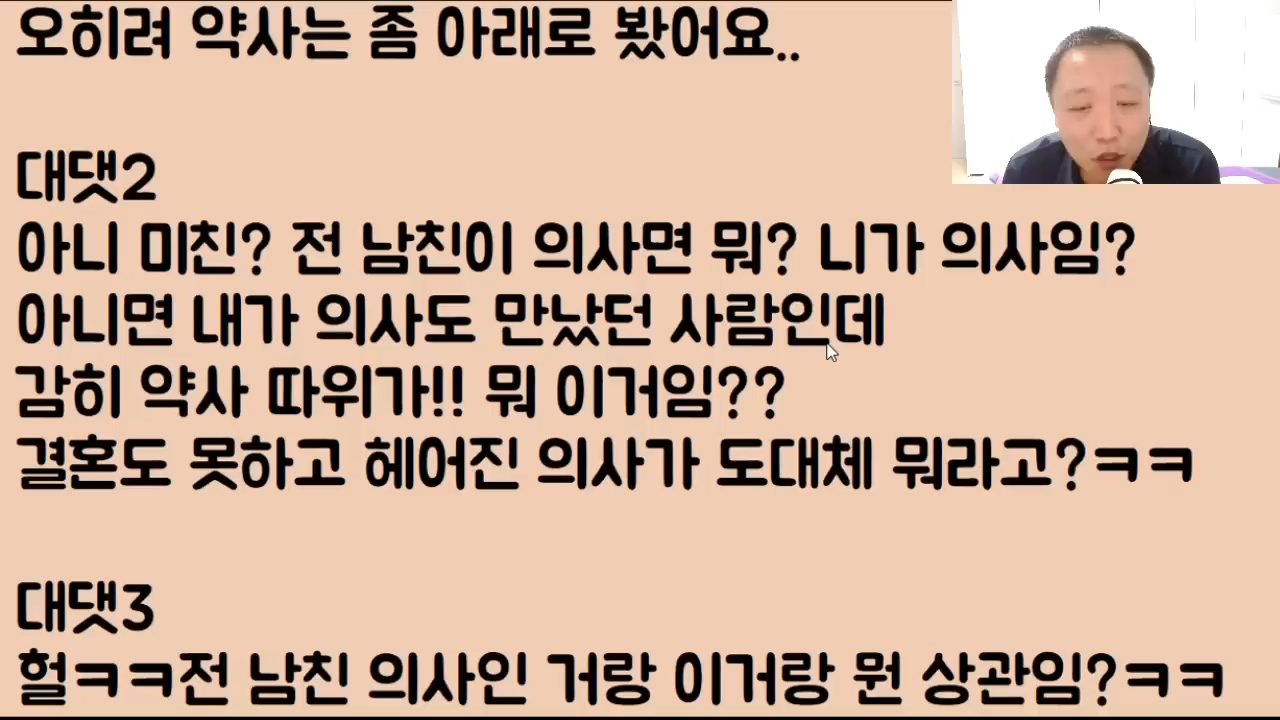 오히려 약사는 좀 아래로 봤어요..
대댓2
아니 미친? 전 남친이 의사면 뭐? 니가 의사임?
아니면 내가 의사도 만났던 사람인데
감히 약사 따위가!! 뭐 이거임??
결혼도 못하고 헤어진 의사가 도대체 뭐라고?ㅋㅋ
대댓3
헐ㅋㅋ전 남친 의사인 거랑 이거랑 뭔 상관임?ㅋㅋ